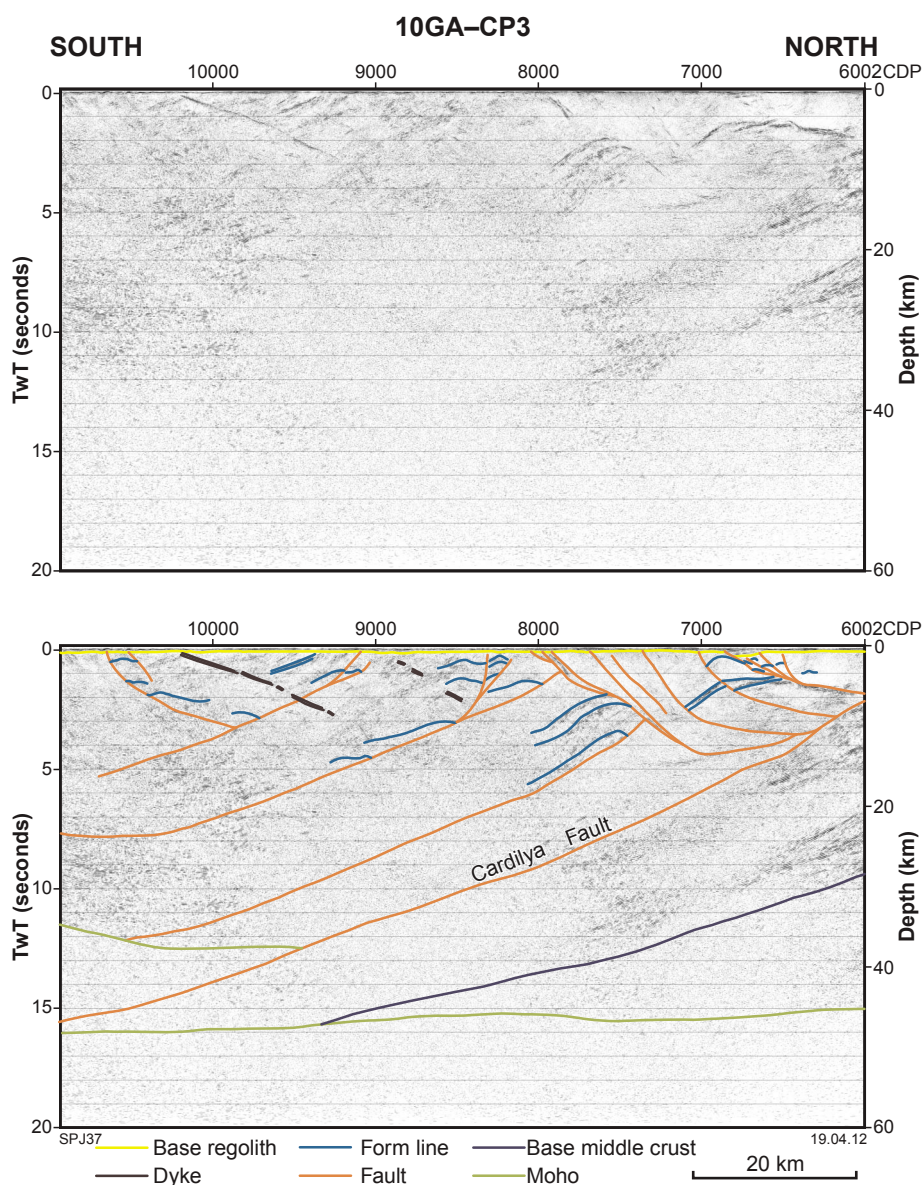 10GA–CP3
SOUTH NORTH
10000 9000 8000 7000 6002CDP
0 0
5
20
10
40
15
20 60
TwT (seconds)
Depth (km)
10000 9000 8000 7000 6002CDP
0 0
5
20
Cardilya Fault
10
40
15
20 60
TwT (seconds)
Depth (km)
SPJ37 19.04.12
Base regolith Form line Base middle crust
Dyke Fault Moho
20 km